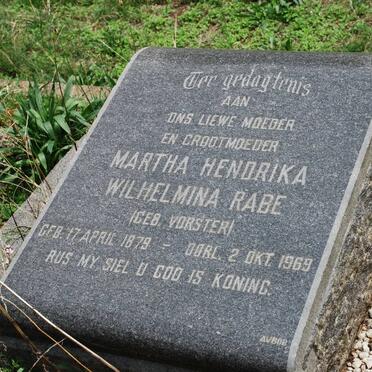 Ter gedagtenis
AAN
ONS LIEWE MOEDER
EN GROOTMOEDER
MARTHA HENDRIKA
WILHELMINA RABE
(GEB. VORSTER)
GEB. 17 APRIL 1879 - OORL. 2 OKT. 1969
RUS MY SIEL U GOD IS KONING.
AVBOB